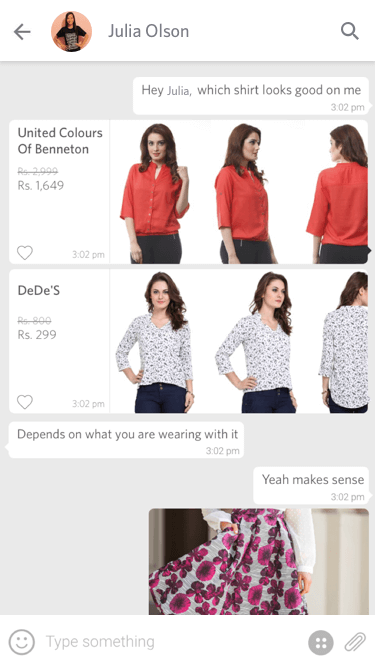 Julia Olson
Hey Julia, which shirt looks good on me
3:02 pm
United Colours
Of Benneton
Rs. 2,999
Rs. 1,649
3:02 pm
DeDe'S
Rs. 800
Rs. 299
3:02 pm
Depends on what you are wearing with it
3:02 pm
Yeah makes sense
3:02 pm
Type something